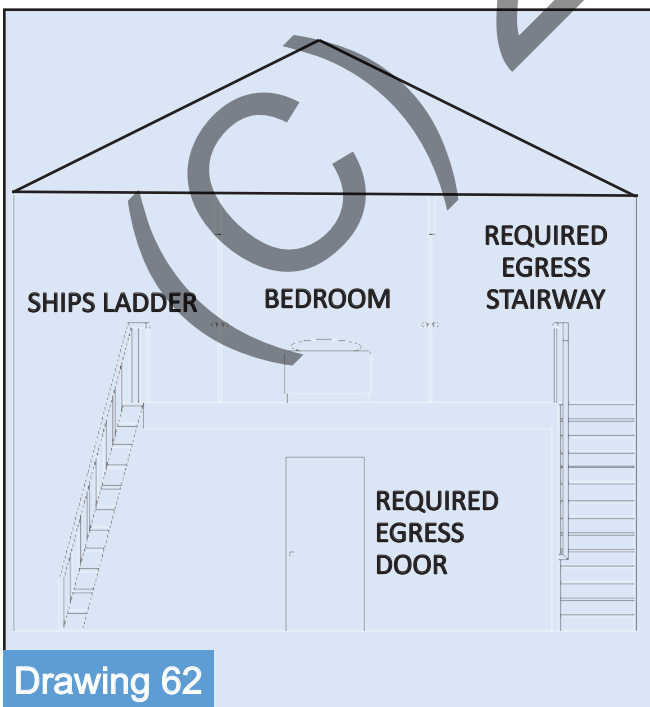 REQUIRED
EGRESS
STAIRWAY
SHIPS LADDER
BEDROOM
REQUIRED
EGRESS
DOOR
Drawing 62
(C)